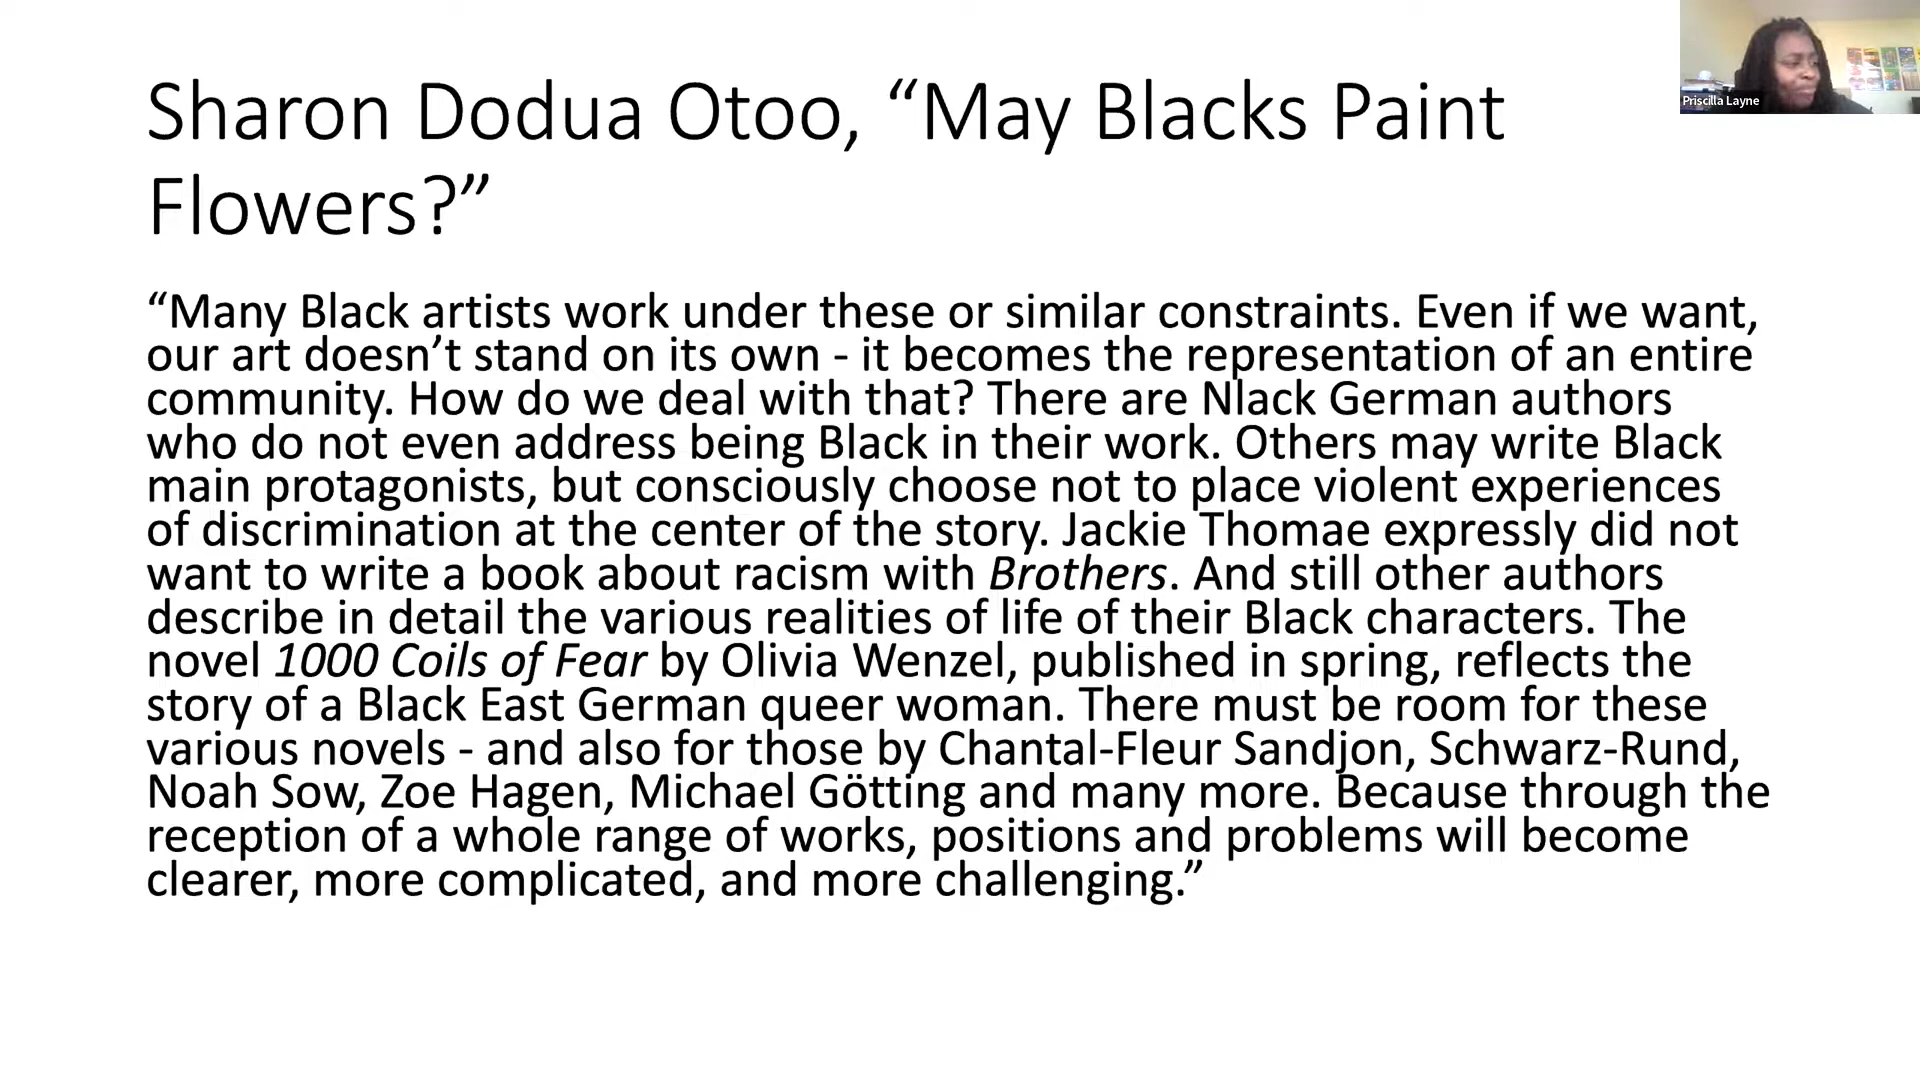 Sharon Dodua Otoo, “May Blacks Paint
Flowers?”
Priscilla Layne
“Many Black artists work under these or similar constraints. Even if we want,
our art doesn’t stand on its own - it becomes the representation of an entire
community. How do we deal with that? There are Nlack German authors
who do not even address being Black in their work. Others may write Black
main protagonists, but consciously choose not to place violent experiences
of discrimination at the center of the story. Jackie Thomae expressly did not
want to write a book about racism with Brothers. And still other authors
describe in detail the various realities of life of their Black characters. The
novel 1000 Coils of Fear by Olivia Wenzel, published in spring, reflects the
story of a Black East German queer woman. There must be room for these
various novels - and also for those by Chantal-Fleur Sandjon, Schwarz-Rund,
Noah Sow, Zoe Hagen, Michael Götting and many more. Because through the
reception of a whole range of works, positions and problems will become
clearer, more complicated, and more challenging.”